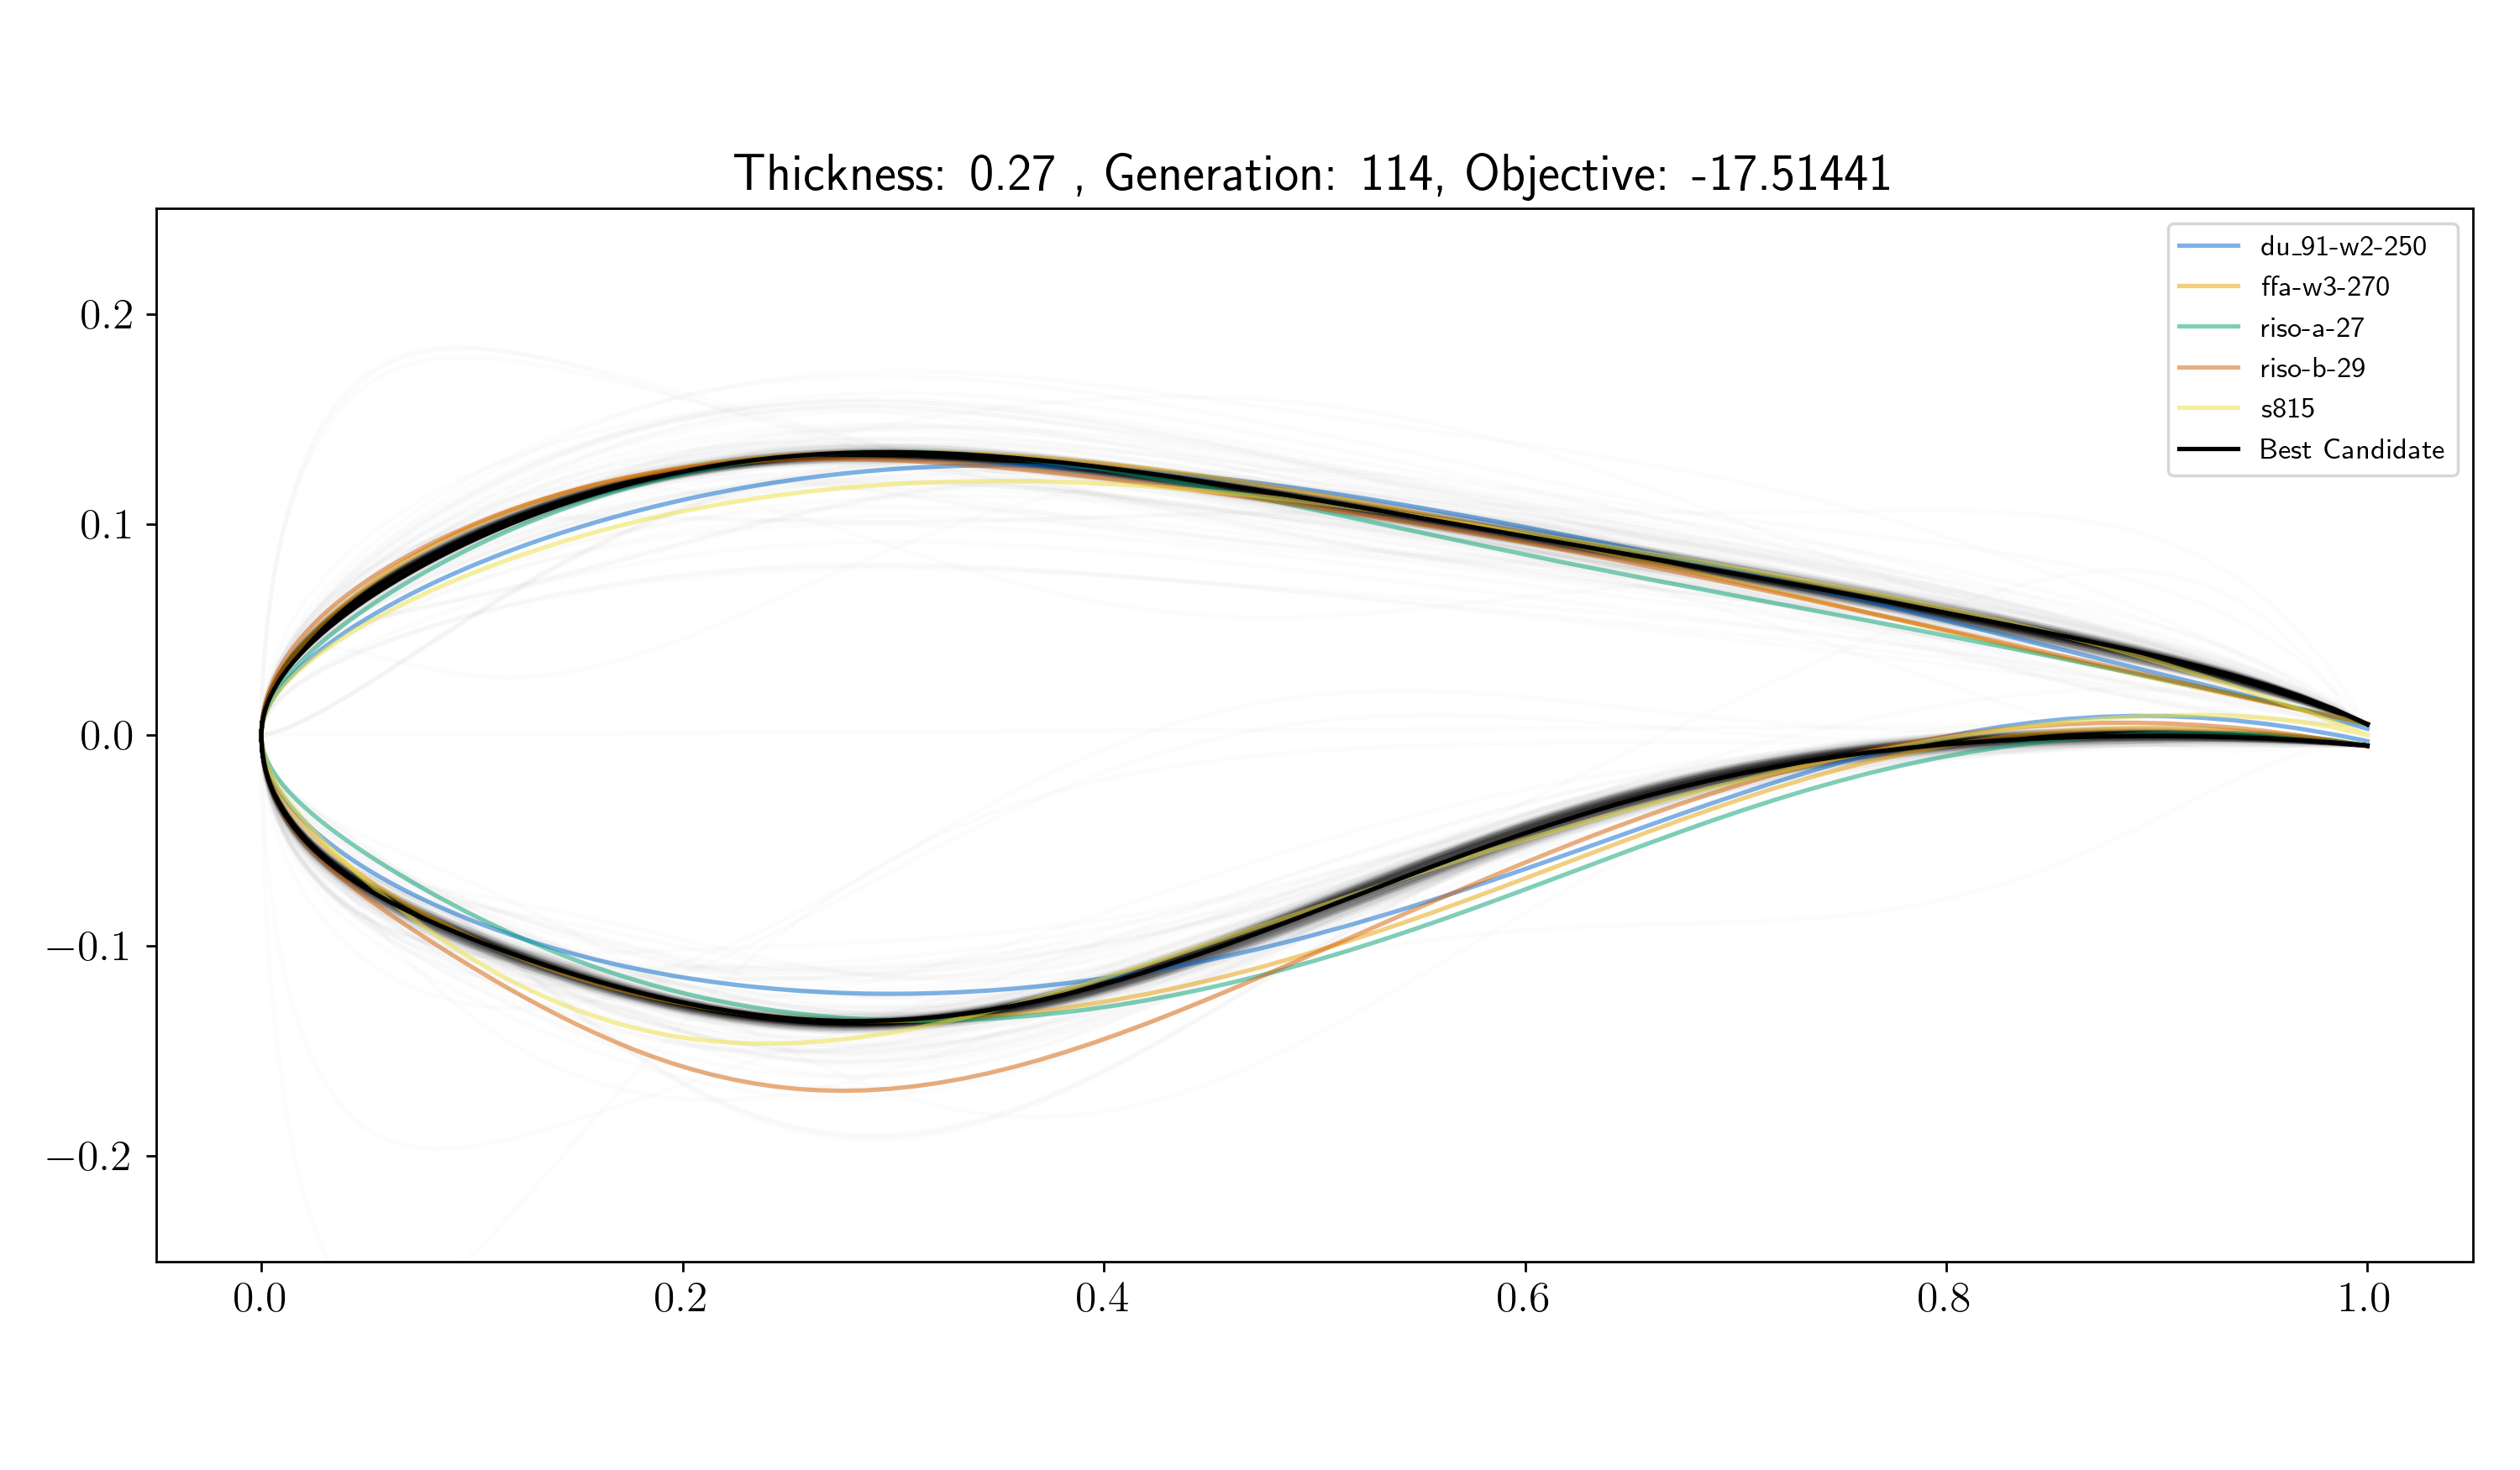 Thickness: 0.27 , Generation: 114, Objective: -17.51441
du_91-w2-250
ffa-w3-270
riso-a-27
riso-b-29
s815
Best Candidate
0.2
0.1
0.0
−0.1
−0.2
0.0 0.2 0.4 0.6 0.8 1.0